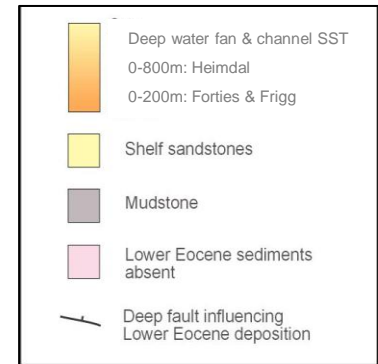 Deep water fan & channel SST
0-800m: Heimdal
0-200m: Forties & Frigg
Shelf sandstones
Mudstone
Lower Eocene sediments
absent
Deep fault influencing
Lower Eocene deposition